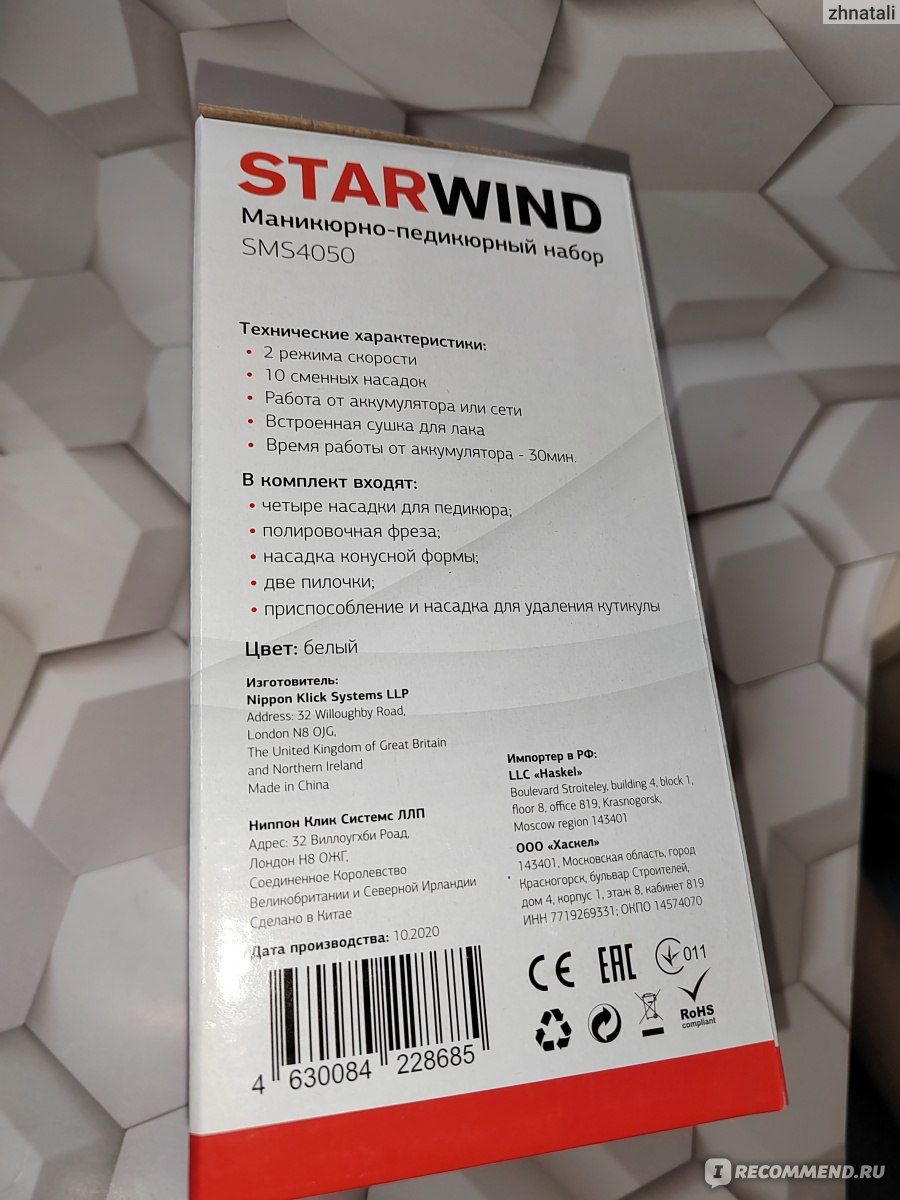 zhnatali
STARWIND
Маникюрно-педикюрный набор
SMS4050
Технические характеристики:
• 2 режима скорости
• 10 сменных насадок
• Работа от аккумулятора или сети
• Встроенная сушка для лака
• Время работы от аккумулятора - 30мин.
В комплект входят:
• четыре насадки для педикюра;
• полировочная фреза;
• насадка конусной формы;
• две пилочки;
• приспособление и насадка для удаления кутикулы
Цвет: белый
Изготовитель:
Nippon Klick Systems LLP
Address: 32 Willoughby Road,
London N8 OJG,
The United Kingdom of Great Britain
and Northern Ireland
Made in China
Ниппон Клик Системс ЛЛП
Адрес: 32 Виллоугхби Роад,
Лондон Н8 ОЖГ,
Соединенное Королевство
Великобритании и Северной Ирландии
Сделано в Китае
Дата производства: 10.2020
4 630084 228685
Импортер в РФ:
LLC «Haskel»
Boulevard Stroiteley, building 4, block 1,
floor 8, office 819, Krasnogorsk,
Moscow region 143401
ООО «Хаскел»
143401, Московская область, город
Красногорск, бульвар Строителей,
дом 4, корпус 1, этаж 8, кабинет 819
ИНН 7719269331; ОКПО 14574070
CE EAC 011
RoHS
compliant
IRECOMMEND.RU